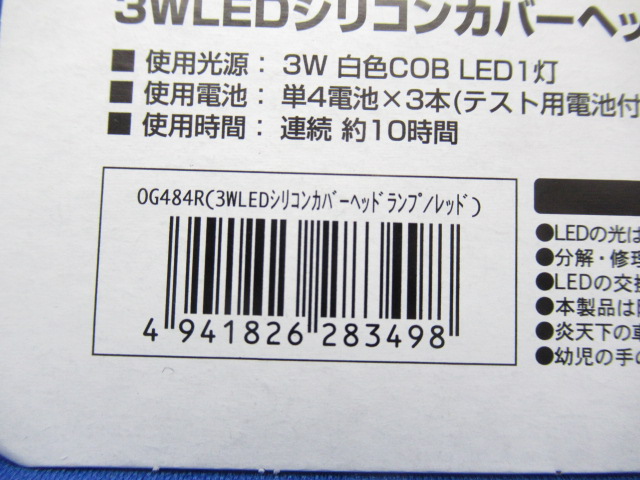 3WLEDシリコンカバーヘッ
■ 使用光源： 3W 白色COB LED1灯
■ 使用電池： 単4電池×3本(テスト用電池付
■ 使用時間： 連続 約10時間
OG484R(3WLEDｼﾘｺﾝｶﾊﾞｰﾍｯﾄﾞﾗﾝﾌﾟ/ﾚｯﾄﾞ)
4 941826 283498
●LEDの光は
●分解・修理
●LEDの交換
●本製品は
●炎天下の車
●幼児の手の